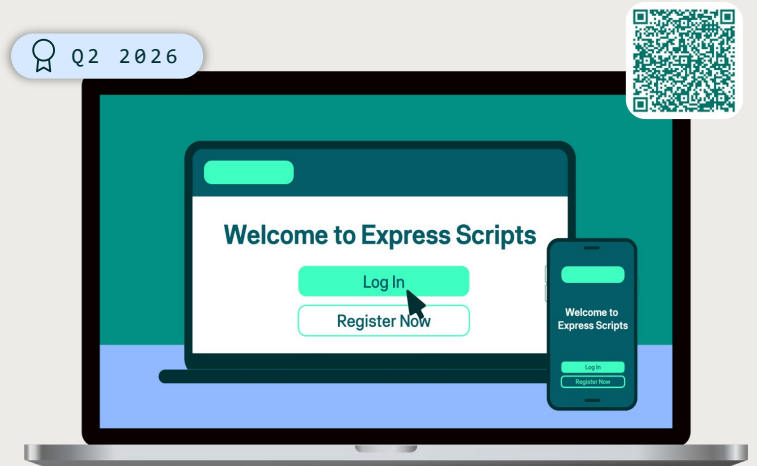 Q2 2026
Welcome to Express Scripts
Log In
Register Now
Welcome to
Express Scripts
Log In
Register Now